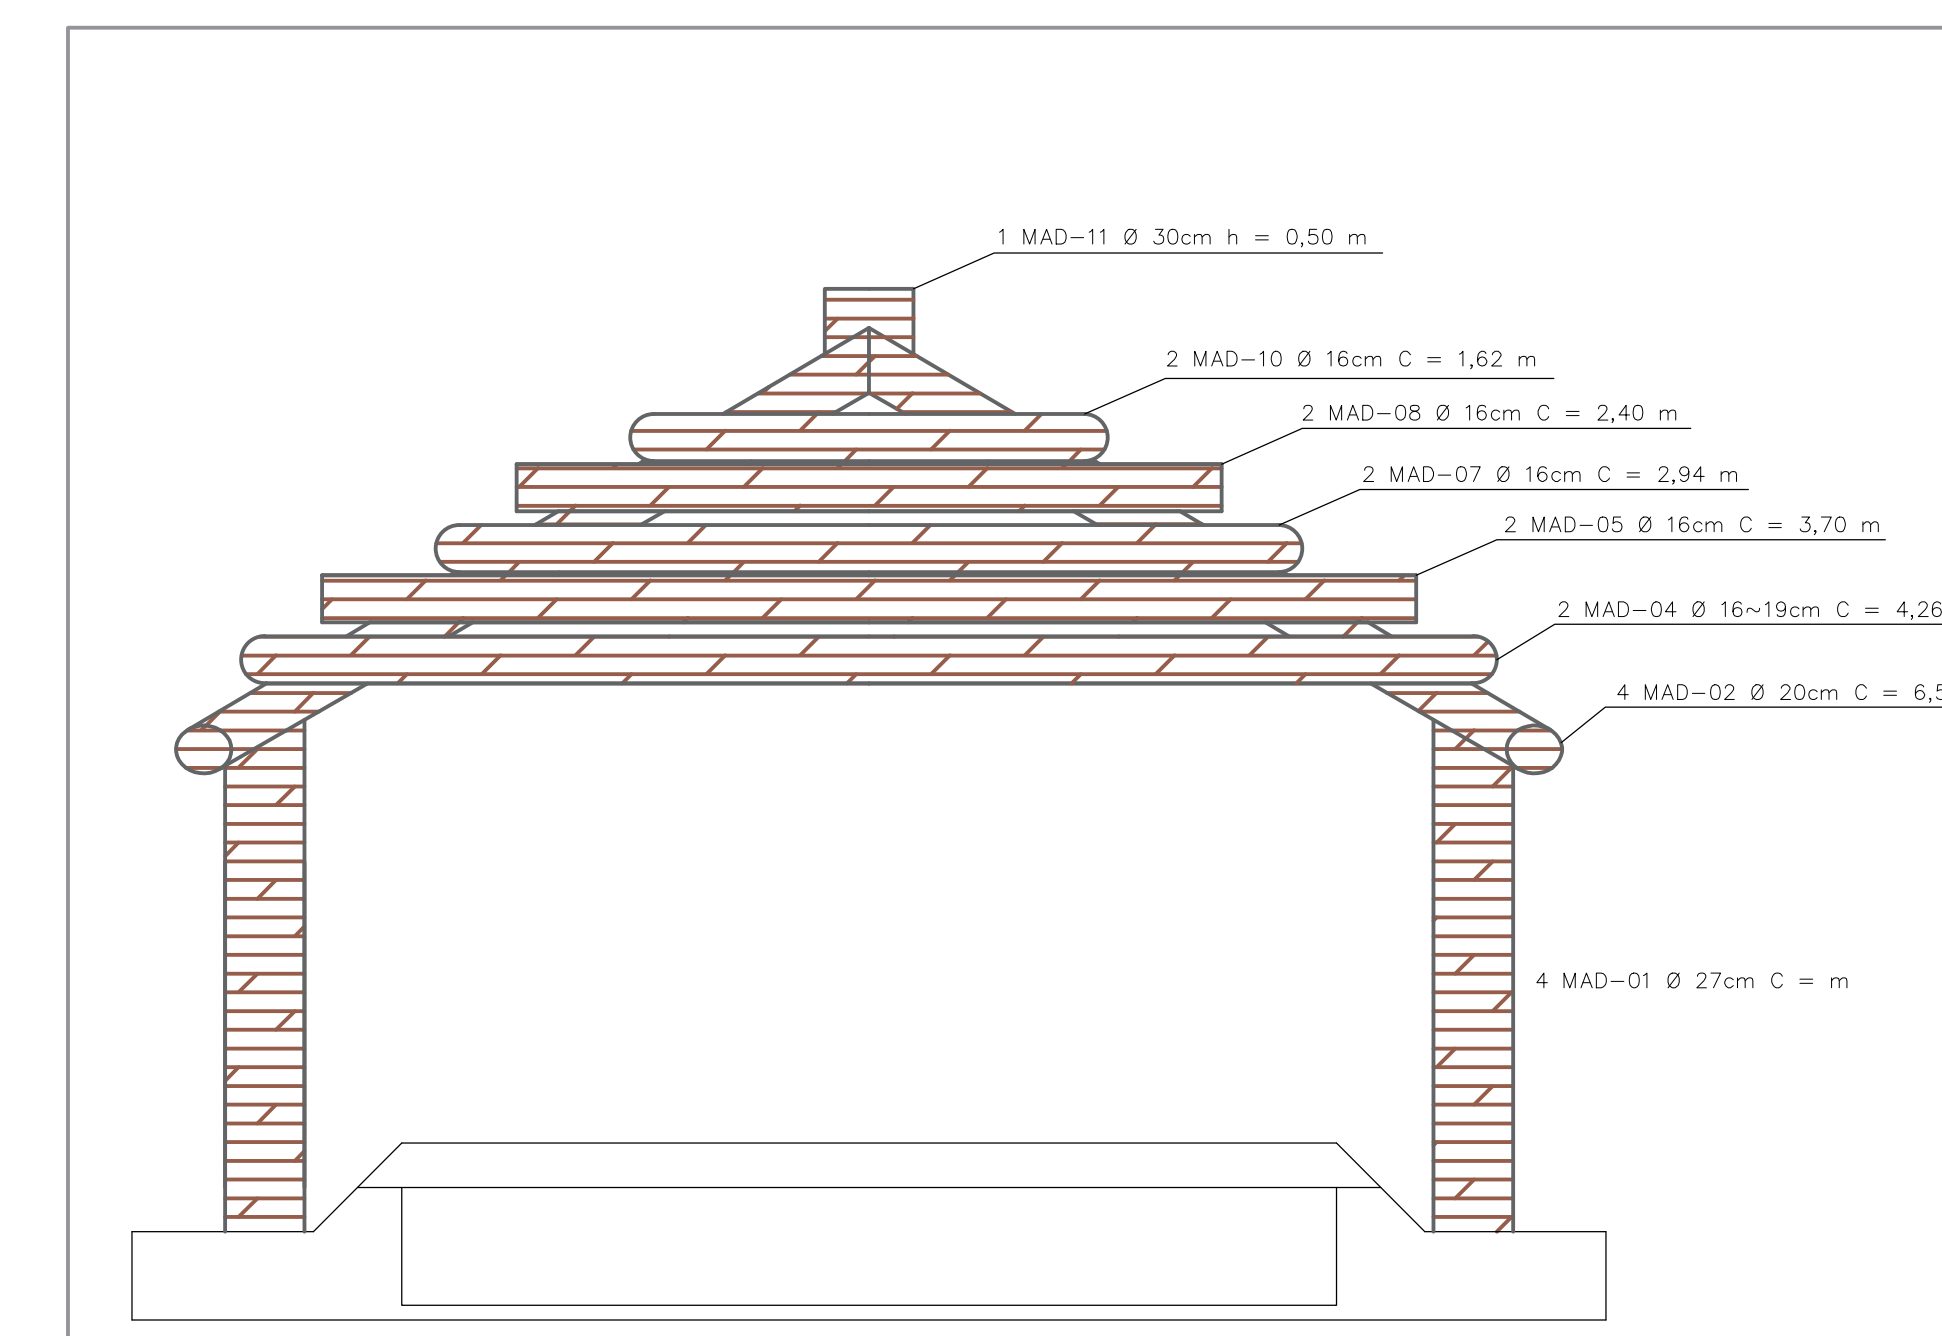 1 MAD-11 Ø 30cm h = 0,50 m
2 MAD-10 Ø 16cm C = 1,62 m
2 MAD-08 Ø 16cm C = 2,40 m
2 MAD-07 Ø 16cm C = 2,94 m
2 MAD-05 Ø 16cm C = 3,70 m
2 MAD-04 Ø 16~19cm C = 4,26
4 MAD-02 Ø 20cm C = 6,5
4 MAD-01 Ø 27cm C = m